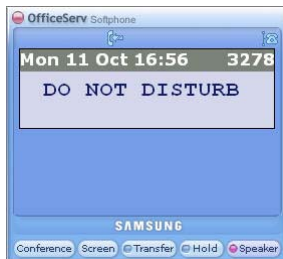 OfficeServ Softphone
Mon 11 Oct 16:56 3278
DO NOT DISTURB
SAMSUNG
Conference Screen Transfer Hold Speaker